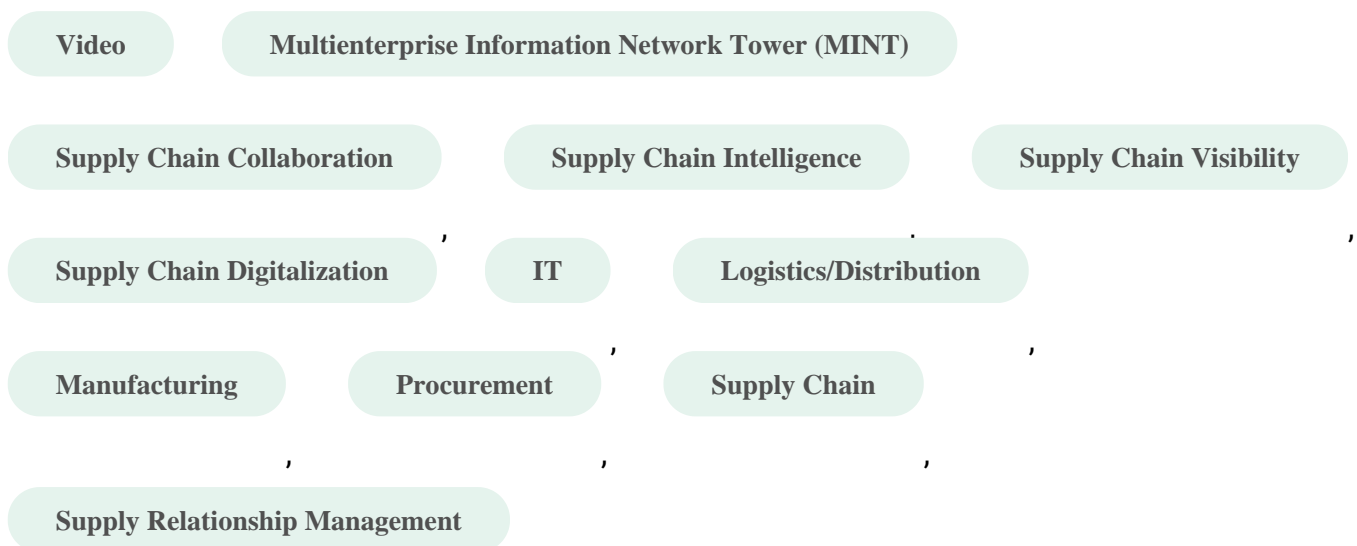 Video Multienterprise Information Network Tower (MINT)
Supply Chain Collaboration Supply Chain Intelligence Supply Chain Visibility
, , ,
Supply Chain Digitalization IT Logistics/Distribution
, ,
Manufacturing Procurement Supply Chain
, , ,
Supply Relationship Management